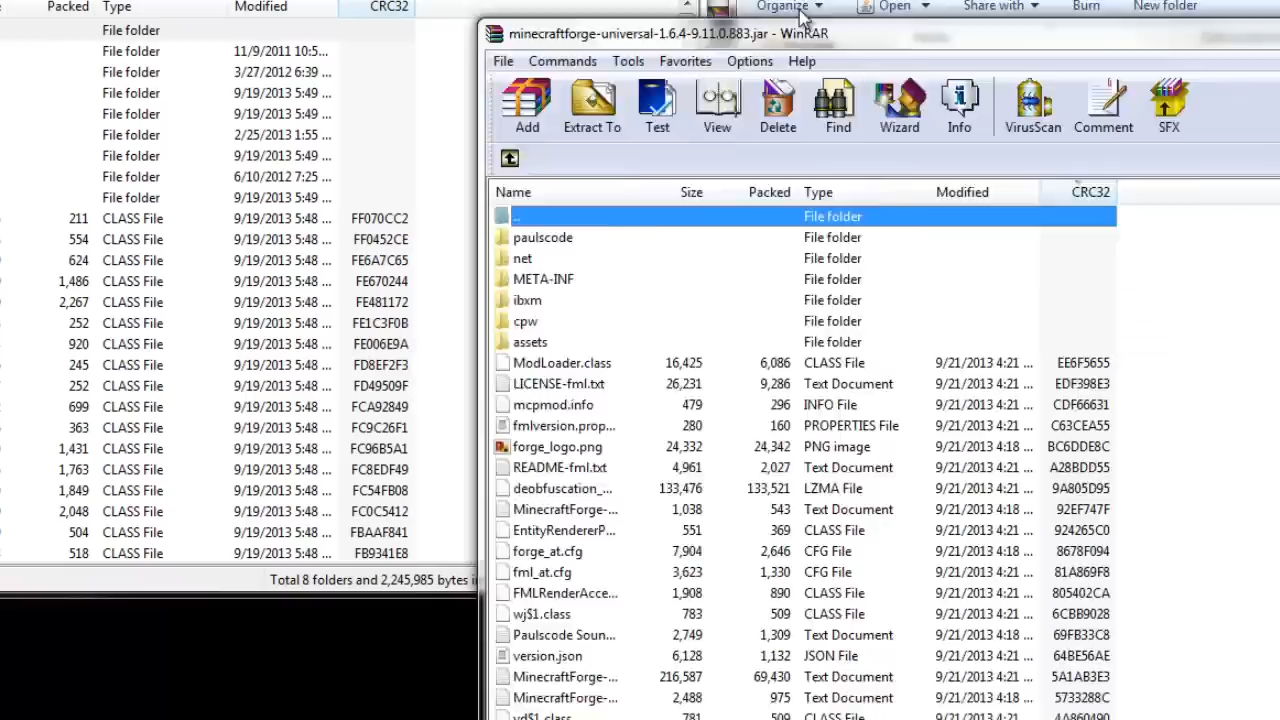 Packed Type Modified CRC32
File folder
File folder 11/9/2011 10:5...
File folder 3/27/2012 6:39 ...
File folder 9/19/2013 5:49 ...
File folder 9/19/2013 5:49 ...
File folder 2/25/2013 1:55 ...
File folder 9/19/2013 5:49 ...
File folder 6/10/2012 7:25 ...
File folder 9/19/2013 5:49 ...
211 CLASS File 9/19/2013 5:48 ... FF070CC2
554 CLASS File 9/19/2013 5:48 ... FF0452CE
624 CLASS File 9/19/2013 5:48 ... FE6A7C65
1,486 CLASS File 9/19/2013 5:48 ... FE670244
2,267 CLASS File 9/19/2013 5:48 ... FE481172
252 CLASS File 9/19/2013 5:48 ... FE1C3F0B
920 CLASS File 9/19/2013 5:48 ... FE006E9A
245 CLASS File 9/19/2013 5:48 ... FD8EF2F3
252 CLASS File 9/19/2013 5:48 ... FD49509F
699 CLASS File 9/19/2013 5:48 ... FCA92849
363 CLASS File 9/19/2013 5:48 ... FC9C26F1
1,431 CLASS File 9/19/2013 5:48 ... FC96B5A1
1,763 CLASS File 9/19/2013 5:48 ... FC8EDF49
1,849 CLASS File 9/19/2013 5:48 ... FC54FB08
2,048 CLASS File 9/19/2013 5:48 ... FC0C5412
504 CLASS File 9/19/2013 5:48 ... FBAAF841
518 CLASS File 9/19/2013 5:48 ... FB9341E8
Total 8 folders and 2,245,985 bytes
Organize Open Share with Burn New folder
minecraftforge-universal-1.6.4-9.11.0.883.jar - WinRAR
File Commands Tools Favorites Options Help
Add Extract To Test View Delete Find Wizard Info VirusScan Comment SFX
Name Size Packed Type Modified CRC32
.. File folder
paulscode File folder
net File folder
META-INF File folder
ibxm File folder
cpw File folder
assets File folder
ModLoader.class 16,425 6,086 CLASS File 9/21/2013 4:21 ... EE6F5655
LICENSE-fml.txt 26,231 9,286 Text Document 9/21/2013 4:21 ... EDF398E3
mcpmod.info 479 296 INFO File 9/21/2013 4:21 ... CDF66631
fmlversion.prop... 280 160 PROPERTIES File 9/21/2013 4:21 ... C63CEA55
forge_logo.png 24,332 24,342 PNG image 9/21/2013 4:18 ... BC6DDE8C
README-fml.txt 4,961 2,027 Text Document 9/21/2013 4:21 ... A28BDD55
deobfuscation_... 133,476 133,521 LZMA File 9/21/2013 4:21 ... 9A805D95
MinecraftForge-... 1,038 543 Text Document 9/21/2013 4:18 ... 92EF747F
EntityRendererP... 551 369 CLASS File 9/21/2013 4:21 ... 924265C0
forge_at.cfg 7,904 2,646 CFG File 9/21/2013 4:18 ... 8678F094
fml_at.cfg 3,623 1,330 CFG File 9/21/2013 4:21 ... 81A869F8
FMLRenderAcce... 1,908 890 CLASS File 9/21/2013 4:21 ... 805402CA
wj$1.class 783 509 CLASS File 9/21/2013 4:21 ... 6CBB9028
Paulscode Soun... 2,749 1,309 Text Document 9/21/2013 4:18 ... 69FB33C8
version.json 6,128 1,132 JSON File 9/21/2013 4:21 ... 64BE56AE
MinecraftForge-... 216,587 69,430 Text Document 9/21/2013 4:21 ... 5A1AB3E3
MinecraftForge-... 2,488 975 Text Document 9/21/2013 4:18 ... 5733288C
vd$1.class 781 509 CLASS File 9/21/2013 4:21 ... 4A860490